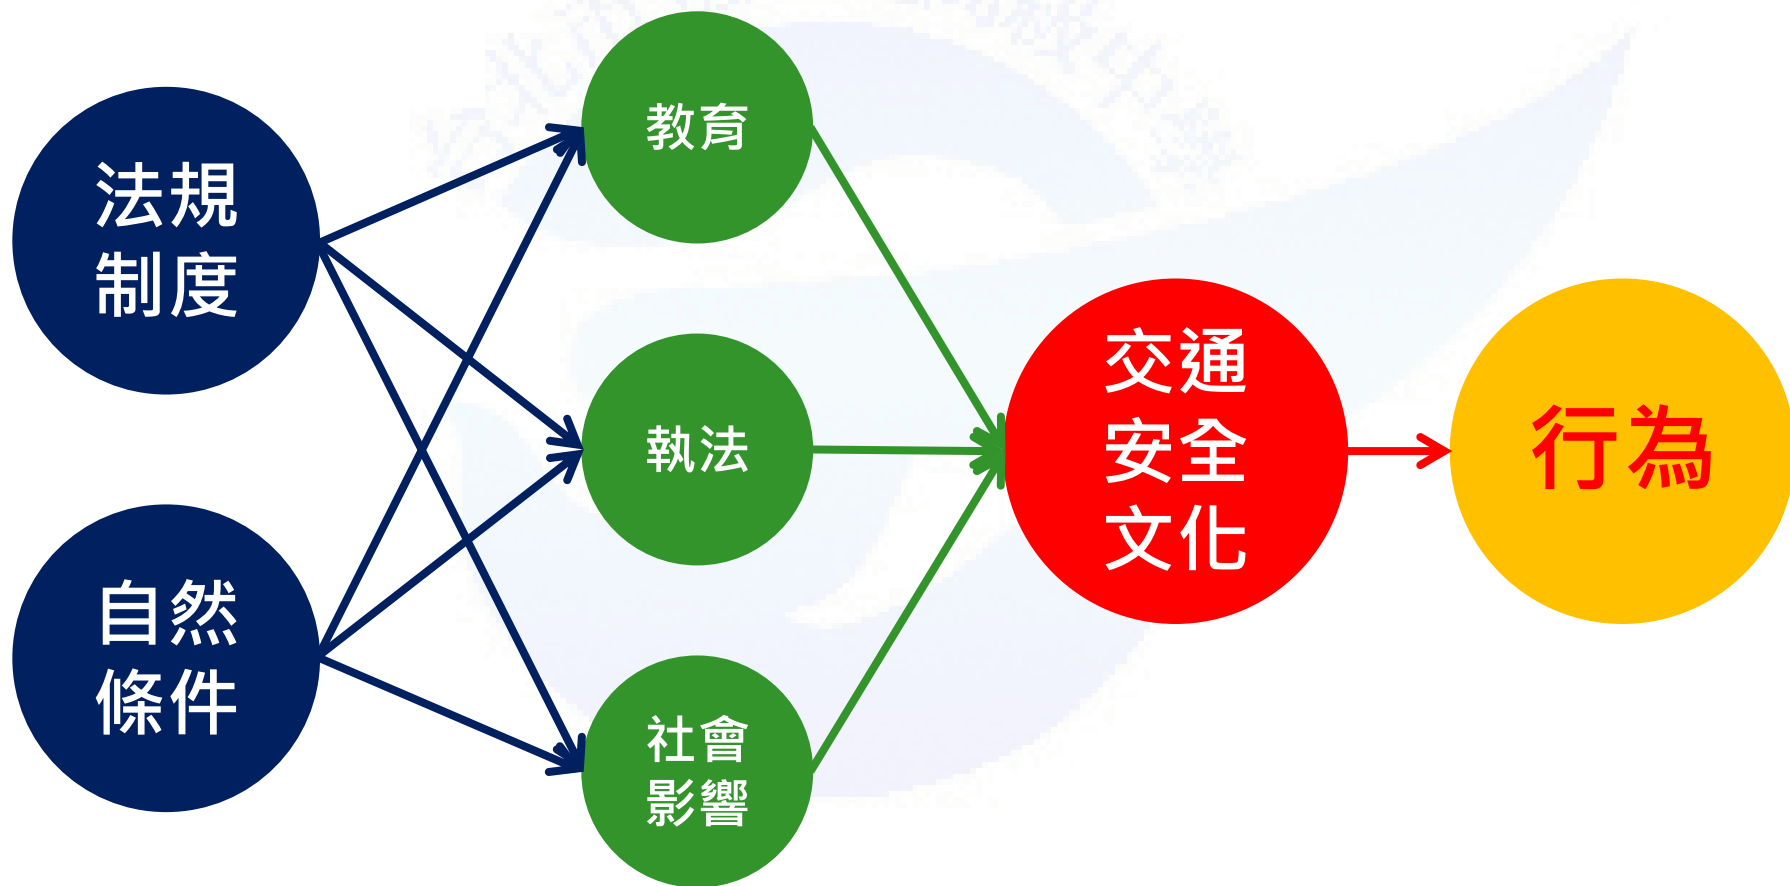 法規
制度
自然
條件
教育
執法
社會
影響
交通
安全
文化
行為